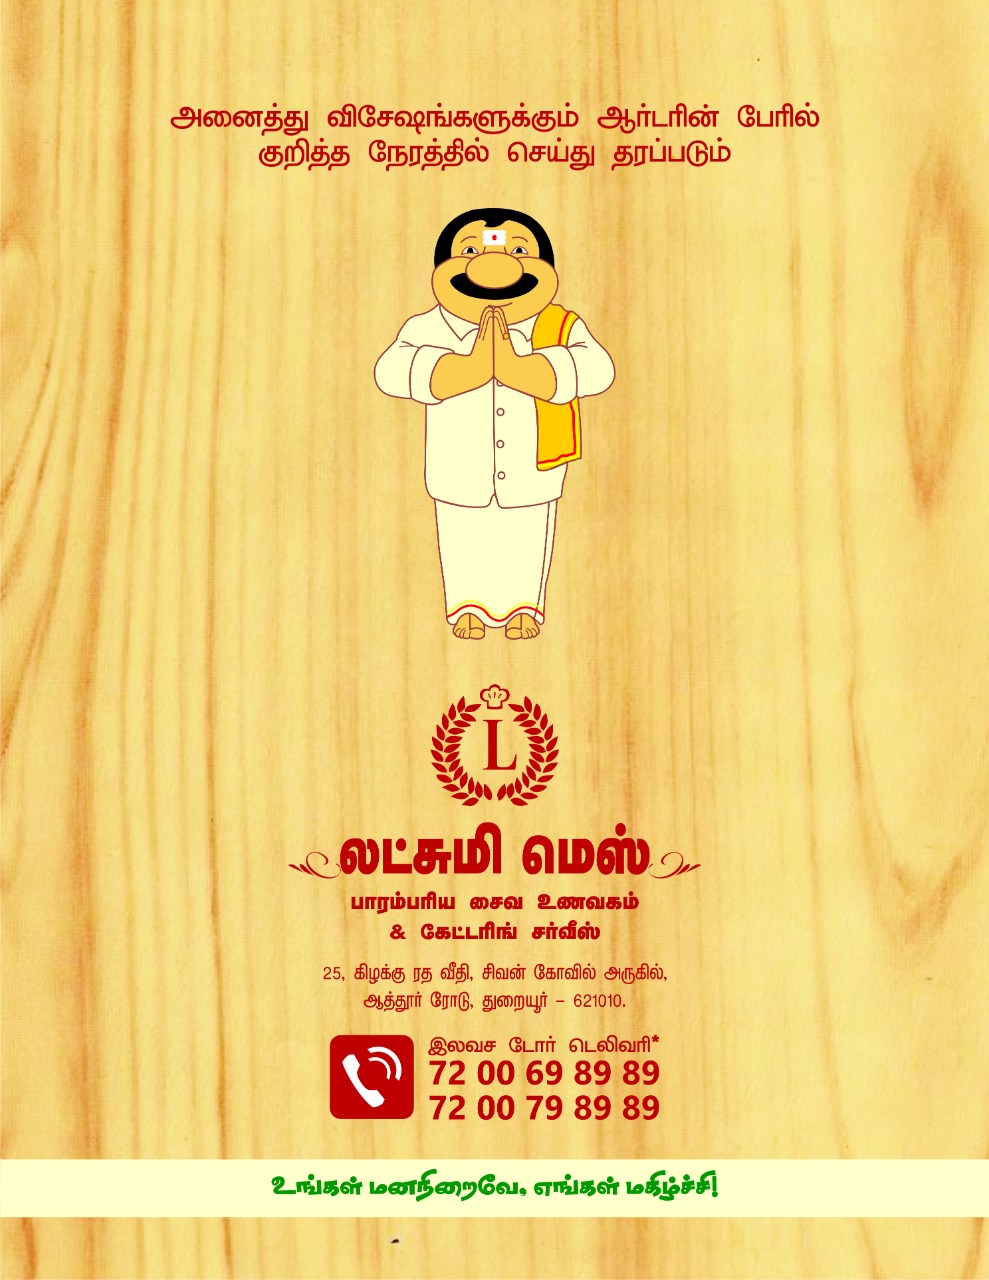 அனைத்து விசேஷங்களுக்கும் ஆர்டரின் பேரில்
குறித்த நேரத்தில் செய்து தரப்படும்
L
லட்சுமி மெஸ்
பாரம்பரிய சைவ உணவகம்
& கேட்டரிங் சர்வீஸ்
25, கிழக்கு ரத வீதி, சிவன் கோவில் அருகில்,
ஆத்தூர் ரோடு, துறையூர் – 621010.
இலவச டோர் டெலிவரி*
72 00 69 89 89
72 00 79 89 89
உங்கள் மனநிறைவே, எங்கள் மகிழ்ச்சி!